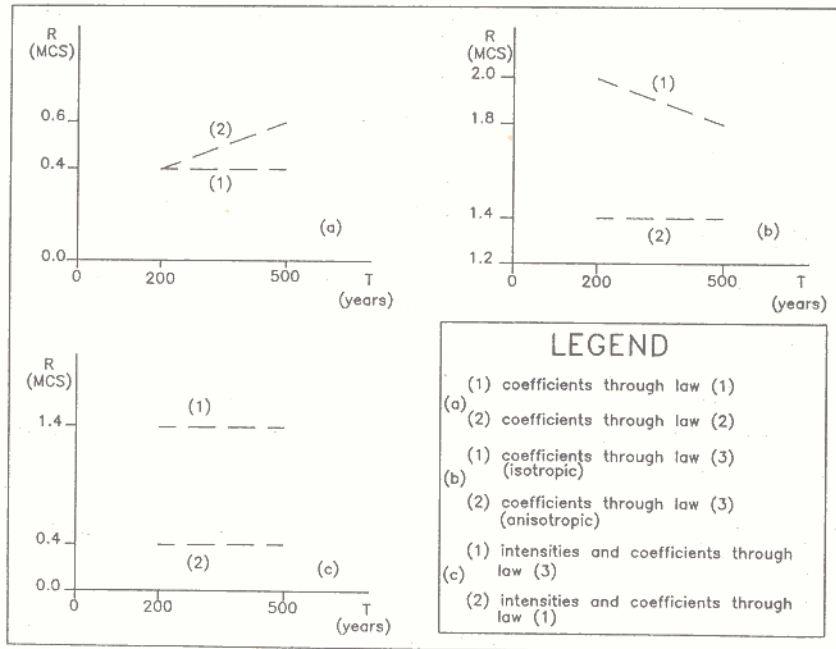 R
(MCS)
0.6
(2)
0.4
(1)
(a)
0.0
0
200
500
T
(years)
R
(MCS)
2.0
(1)
1.8
1.4
(2)
(b)
1.2
0
200
500
T
(years)
R
(MCS)
(1)
1.4
0.4
(2)
(c)
0.0
0
200
500
T
(years)
LEGEND
(1) coefficients through law (1)
(a)
(2) coefficients through law (2)
(1) coefficients through law (3)
(isotropic)
(b)
(2) coefficients through law (3)
(anisotropic)
(1) intensities and coefficients through
law (3)
(c)
(2) intensities and coefficients through
law (1)